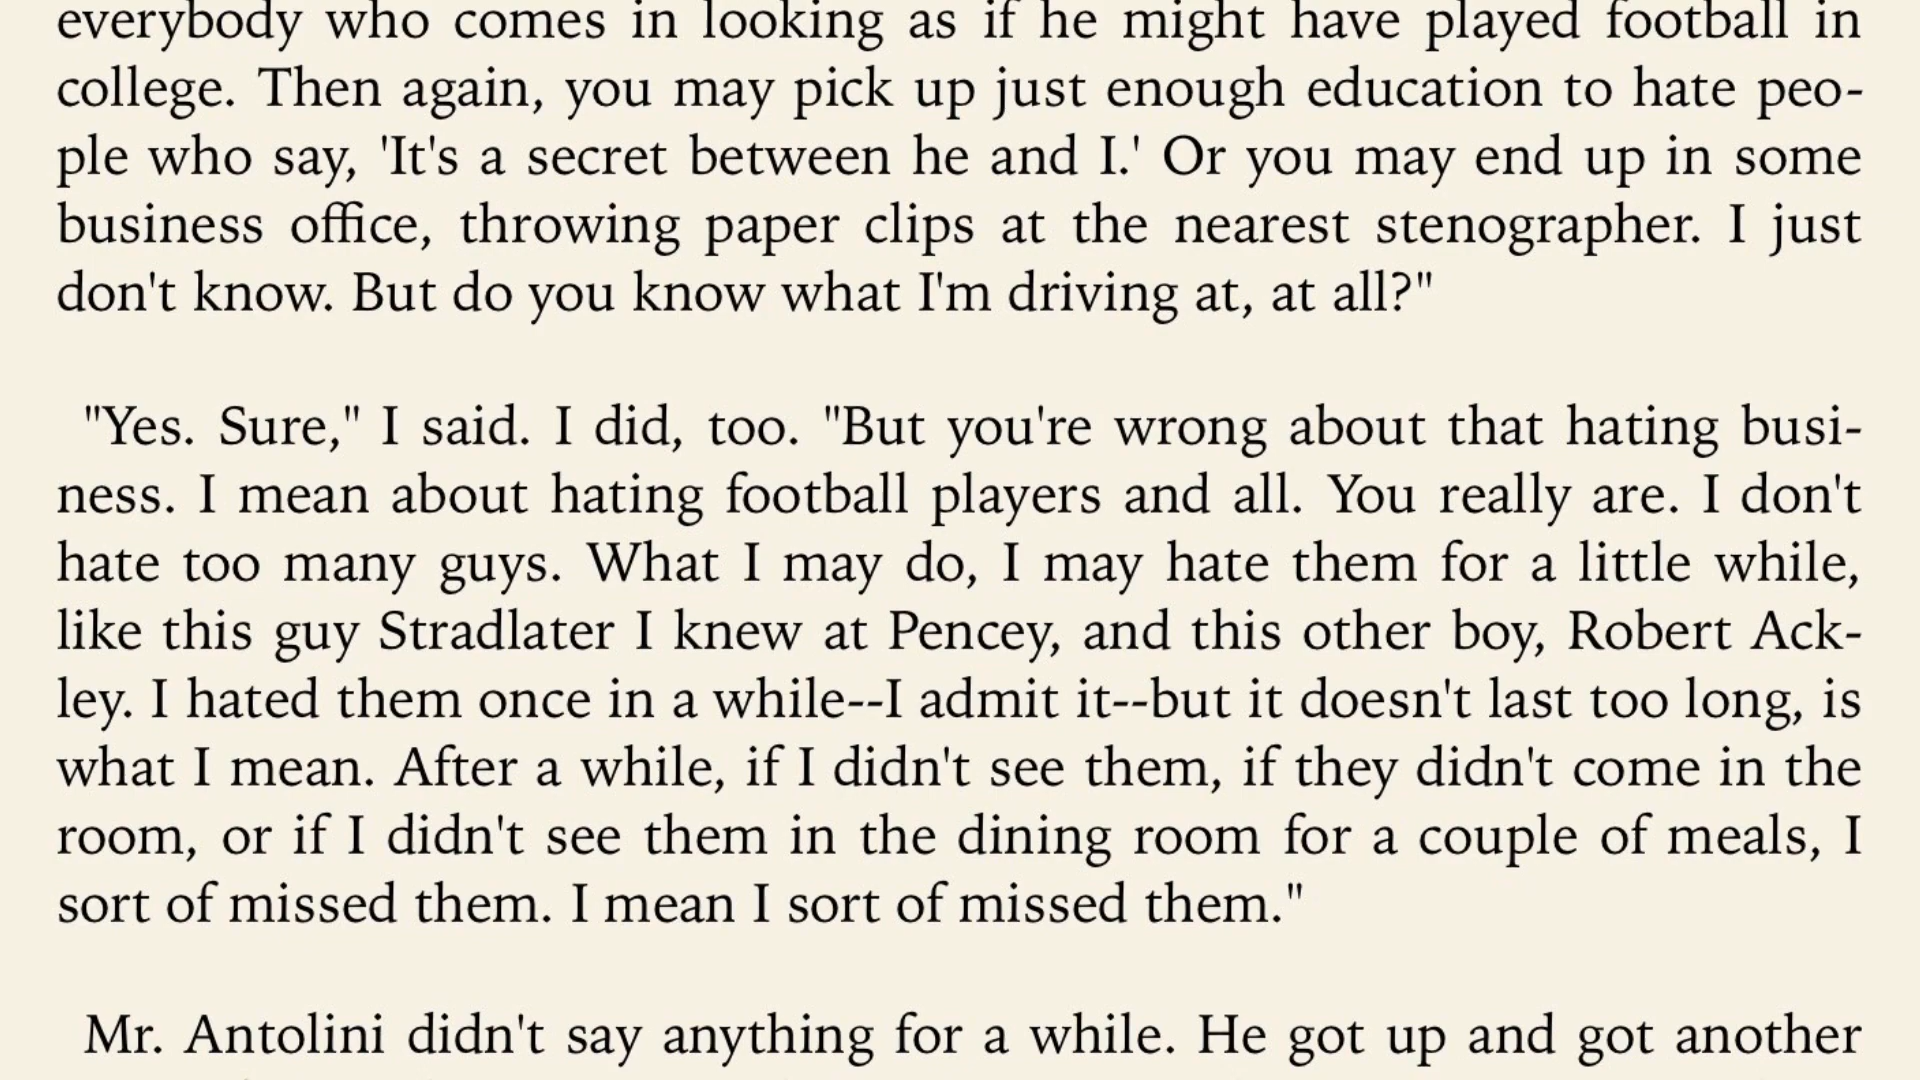 everybody who comes in looking as if he might have played football in
college. Then again, you may pick up just enough education to hate peo-
ple who say, 'It's a secret between he and I.' Or you may end up in some
business office, throwing paper clips at the nearest stenographer. I just
don't know. But do you know what I'm driving at, at all?"
"Yes. Sure," I said. I did, too. "But you're wrong about that hating busi-
ness. I mean about hating football players and all. You really are. I don't
hate too many guys. What I may do, I may hate them for a little while,
like this guy Stradlater I knew at Pencey, and this other boy, Robert Ack-
ley. I hated them once in a while--I admit it--but it doesn't last too long, is
what I mean. After a while, if I didn't see them, if they didn't come in the
room, or if I didn't see them in the dining room for a couple of meals, I
sort of missed them. I mean I sort of missed them."
Mr. Antolini didn't say anything for a while. He got up and got another